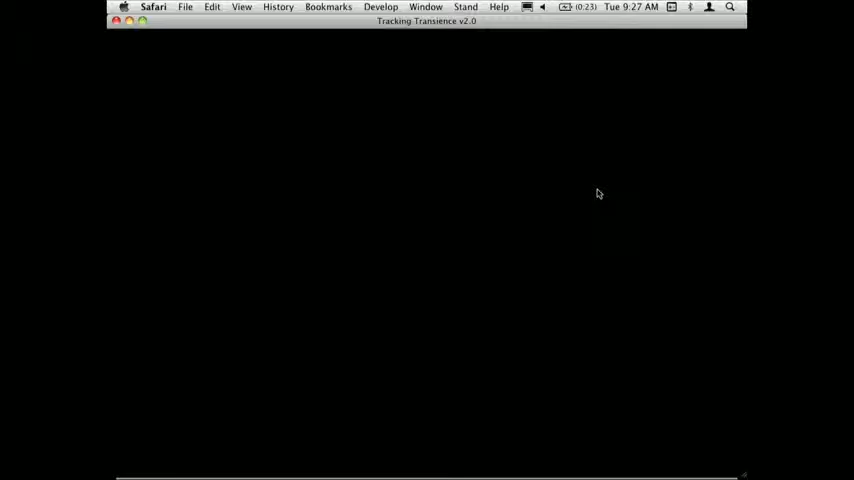 Safari File Edit View History Bookmarks Develop Window Stand Help (0:23) Tue 9:27 AM
Tracking Transience v2.0